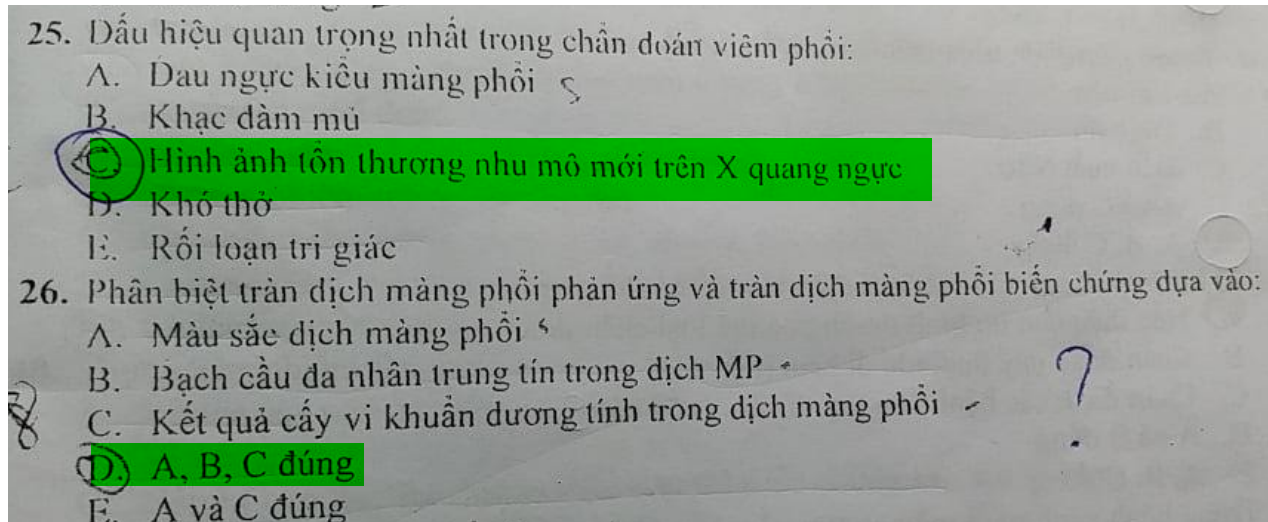 25. Dấu hiệu quan trọng nhất trong chẩn đoán viêm phổi:
A. Đau ngực kiểu màng phổi s
B. Khạc đàm mủ
C. Hình ảnh tổn thương nhu mô mới trên X quang ngực
D. Khó thở
E. Rối loạn tri giác
26. Phân biệt tràn dịch màng phổi phản ứng và tràn dịch màng phổi biến chứng dựa vào:
A. Màu sắc dịch màng phổi s
B. Bạch cầu đa nhân trung tín trong dịch MP
C. Kết quả cấy vi khuẩn dương tính trong dịch màng phổi
?
D. A, B, C đúng
E. A và C đúng